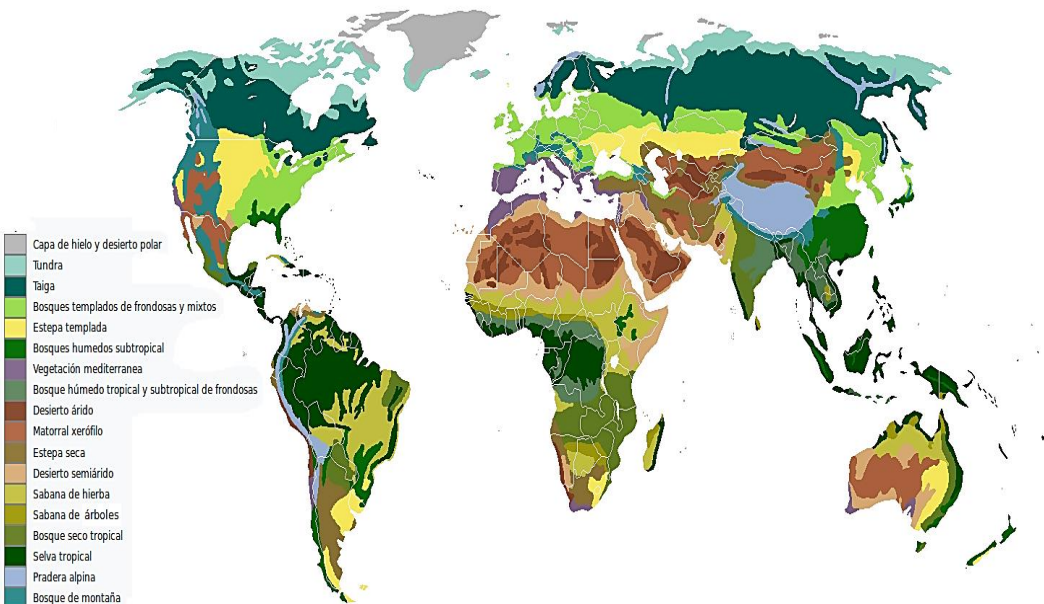 Capa de hielo y desierto polar
Tundra
Taiga
Bosques templados de frondosas y mixtos
Estepa templada
Bosques humedos subtropical
Vegetación mediterranea
Bosque húmedo tropical y subtropical de frondosas
Desierto árido
Matorral xerófilo
Estepa seca
Desierto semiárido
Sabana de hierba
Sabana de árboles
Bosque seco tropical
Selva tropical
Pradera alpina
Bosque de montaña